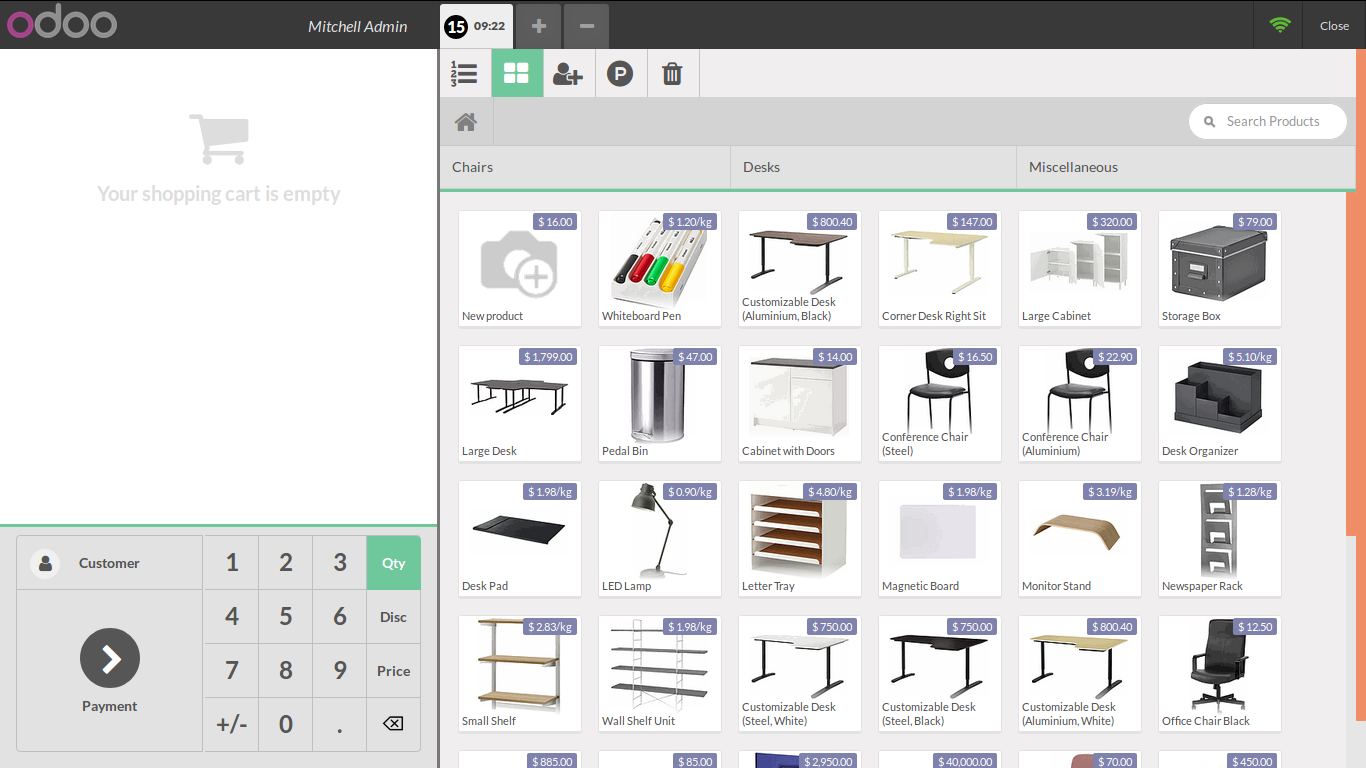 odoo
Mitchell Admin
15 09:22
+
−
Close
1
2
3
P
Search Products
Chairs
Desks
Miscellaneous
Your shopping cart is empty
$ 16.00
New product
$ 1.20/kg
Whiteboard Pen
$ 800.40
Customizable Desk
(Aluminium, Black)
$ 147.00
Corner Desk Right Sit
$ 320.00
Large Cabinet
$ 79.00
Storage Box
$ 1,799.00
Large Desk
$ 47.00
Pedal Bin
$ 14.00
Cabinet with Doors
$ 16.50
Conference Chair
(Steel)
$ 22.90
Conference Chair
(Aluminium)
$ 5.10/kg
Desk Organizer
$ 1.98/kg
Desk Pad
$ 0.90/kg
LED Lamp
$ 4.80/kg
Letter Tray
$ 1.98/kg
Magnetic Board
$ 3.19/kg
Monitor Stand
$ 1.28/kg
Newspaper Rack
$ 2.83/kg
Small Shelf
$ 1.98/kg
Wall Shelf Unit
$ 750.00
Customizable Desk
(Steel, White)
$ 750.00
Customizable Desk
(Steel, Black)
$ 800.40
Customizable Desk
(Aluminium, White)
$ 12.50
Office Chair Black
$ 885.00
$ 85.00
$ 2,950.00
$ 40,000.00
$ 70.00
$ 450.00
Customer
Payment
1 2 3 Qty
4 5 6 Disc
7 8 9 Price
+/- 0 .